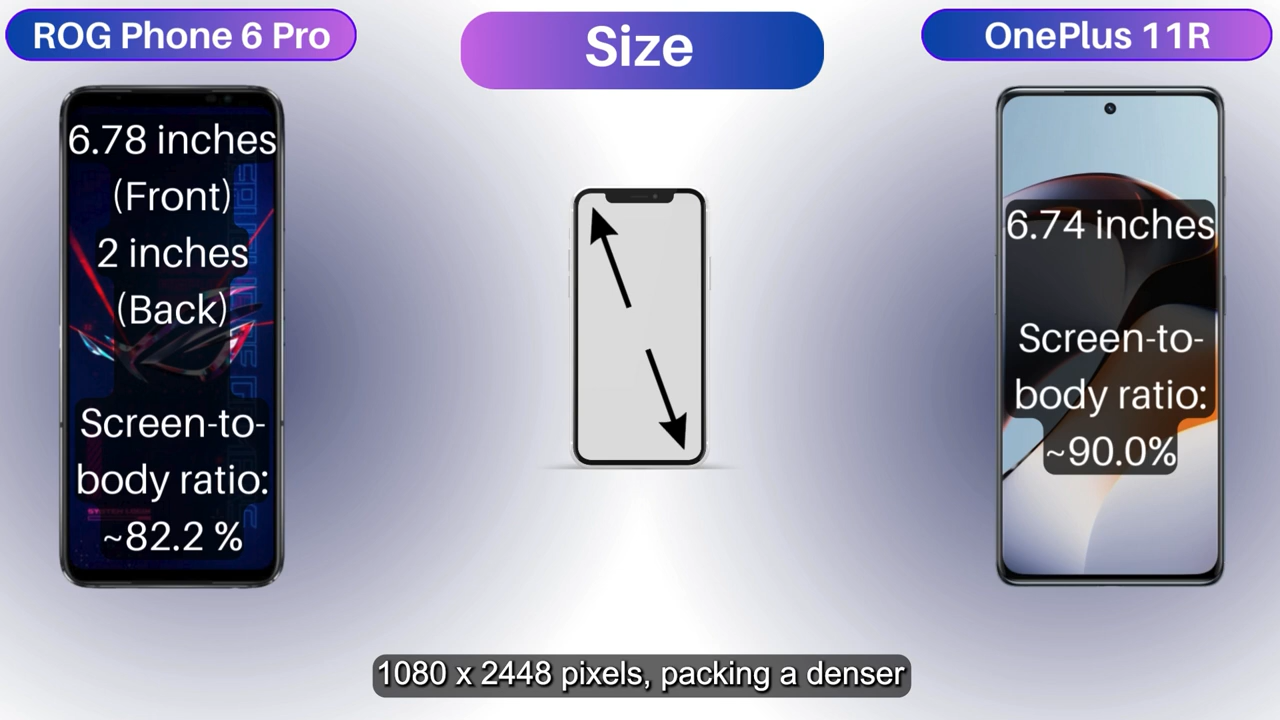 ROG Phone 6 Pro
Size
OnePlus 11R
6.78 inches
(Front)
2 inches
(Back)
Screen-to-
body ratio:
~82.2 %
6.74 inches
Screen-to-
body ratio:
~90.0%
1080 x 2448 pixels, packing a denser